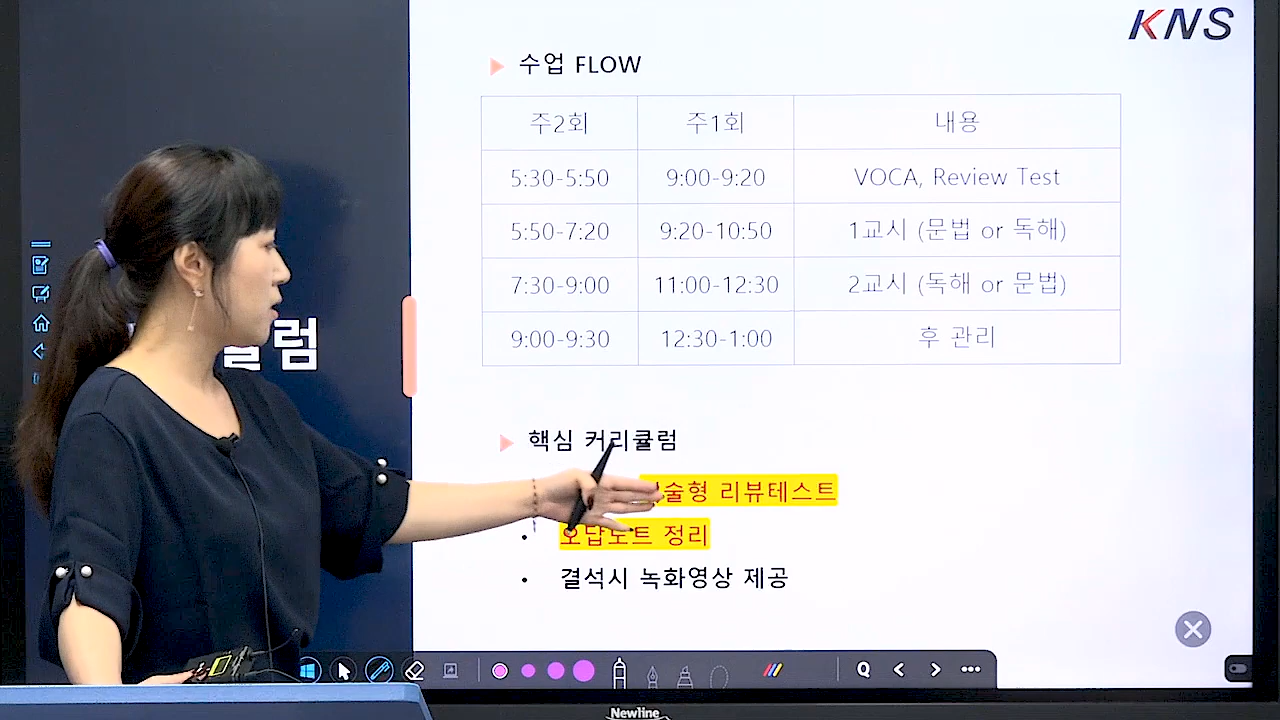 KNS
수업 FLOW
주2회 주1회 내용
5:30-5:50 9:00-9:20 VOCA, Review Test
5:50-7:20 9:20-10:50 1교시 (문법 or 독해)
7:30-9:00 11:00-12:30 2교시 (독해 or 문법)
9:00-9:30 12:30-1:00 후 관리
럼
핵심 커리큘럼
술형 리뷰테스트
오답노트 정리
결석시 녹화영상 제공
Newline